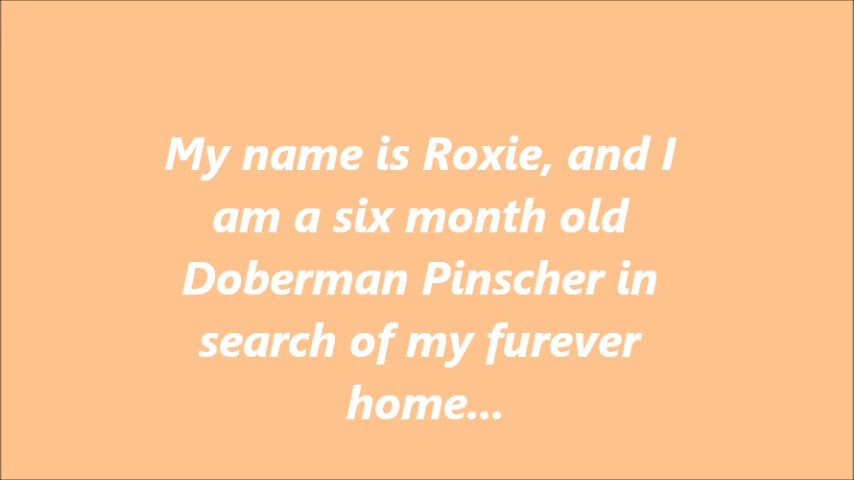 My name is Roxie, and I
am a six month old
Doberman Pinscher in
search of my furever
home...